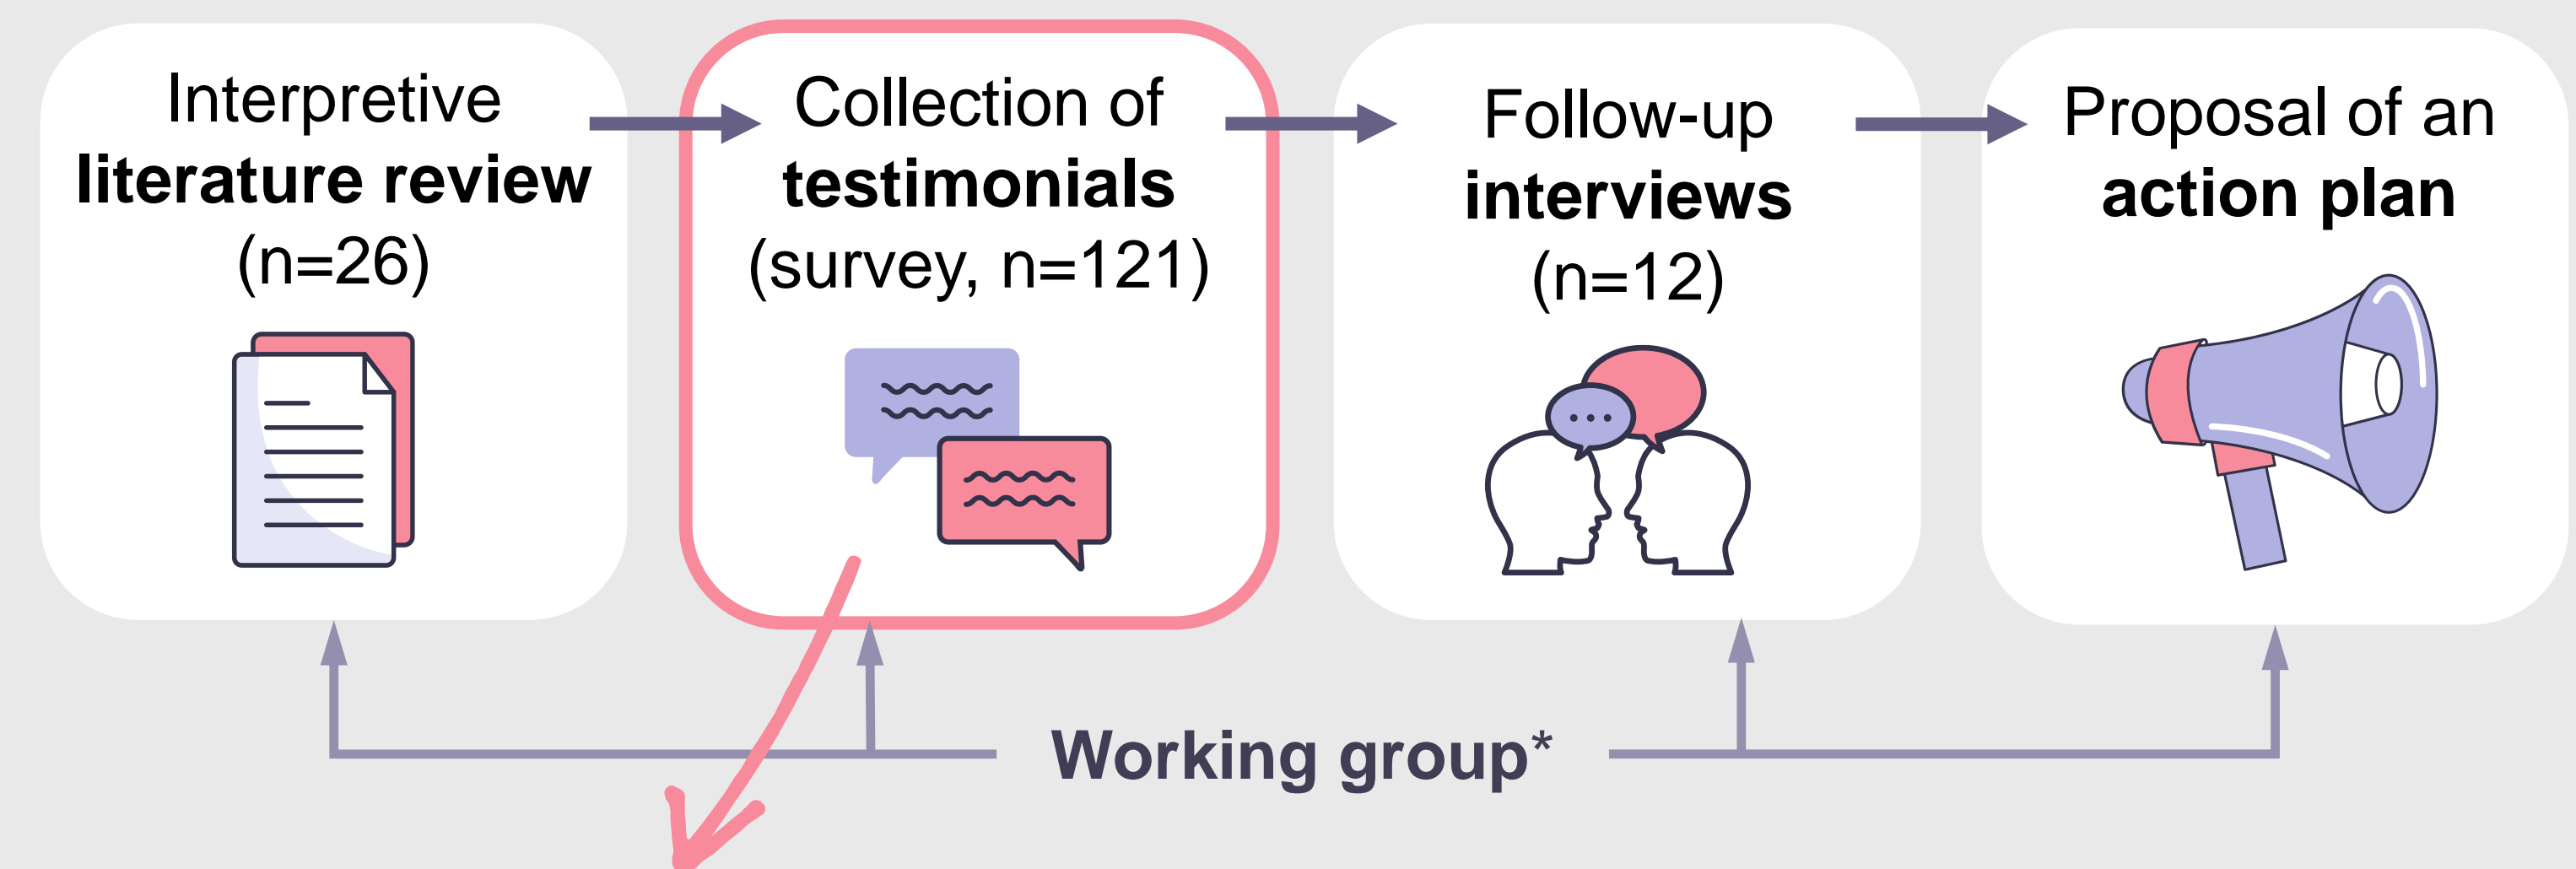 Interpretive
literature review
(n=26)
Collection of
testimonials
(survey, n=121)
Follow-up
interviews
(n=12)
Proposal of an
action plan
Working group*